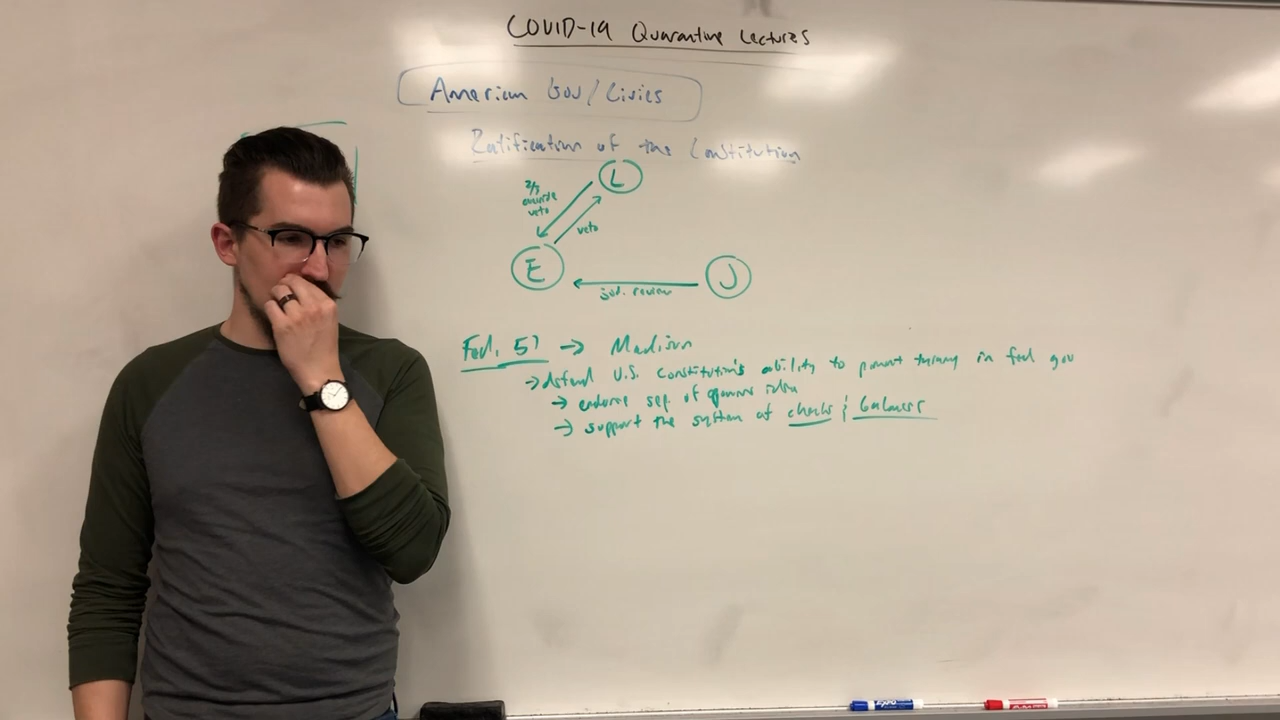 COVID-19 Quarantine Lectures
American Gov/Civics
Ratification of the Constitution
L
2/3
override
veto
veto
E
J
jud. review
Fed. 51 → Madison
→ defend U.S. Constitution's ability to prevent tyranny in fed gov
→ endorse sep. of powers idea
→ support the system of checks & balances
EXPO